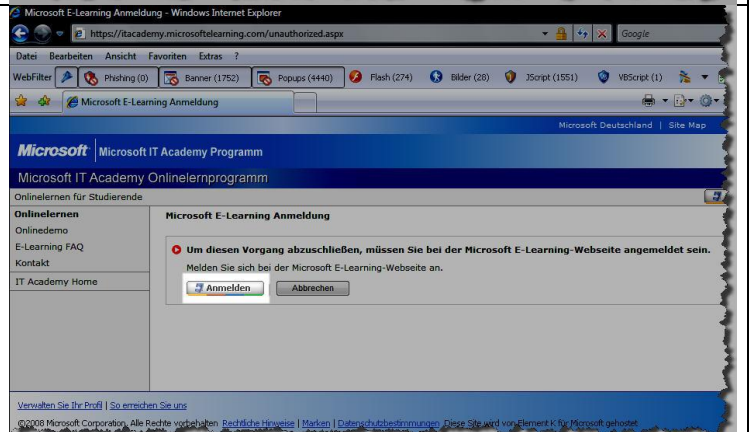 Microsoft E-Learning Anmeldung - Windows Internet Explorer
https://itacademy.microsoftelearning.com/unauthorized.aspx
Google
Datei Bearbeiten Ansicht Favoriten Extras ?
WebFilter Phishing (0) Banner (1752) Popups (4440) Flash (274) Bilder (28) JScript (1551) VBScript (1)
Microsoft E-Learning Anmeldung
Microsoft Deutschland | Site Map
Microsoft | Microsoft IT Academy Programm
Microsoft IT Academy Onlinelernprogramm
Onlinelernen für Studierende
Onlinelernen
Onlinedemo
E-Learning FAQ
Kontakt
IT Academy Home
Microsoft E-Learning Anmeldung
Um diesen Vorgang abzuschließen, müssen Sie bei der Microsoft E-Learning-Webseite angemeldet sein.
Melden Sie sich bei der Microsoft E-Learning-Webseite an.
Anmelden Abbrechen
Verwalten Sie Ihr Profil | So erreichen Sie uns
©2008 Microsoft Corporation. Alle Rechte vorbehalten Rechtliche Hinweise | Marken | Datenschutzbestimmungen Diese Site wird von Element K für Microsoft gehostet